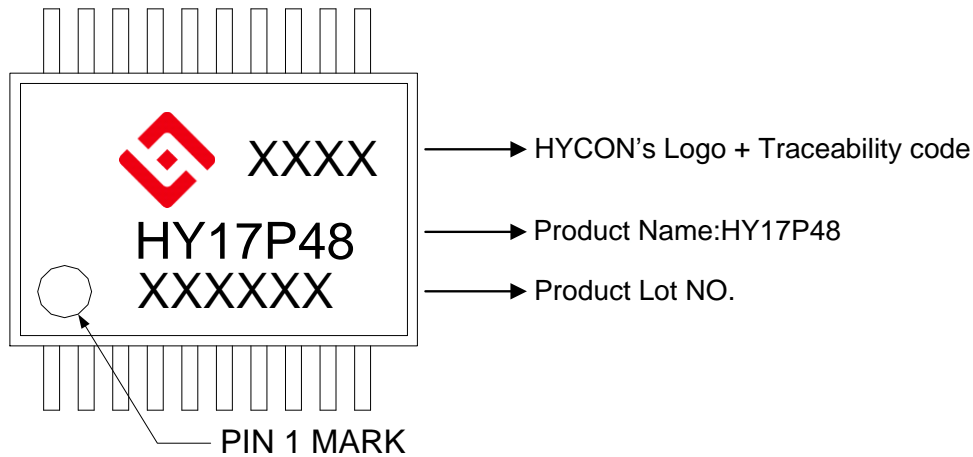 XXXX
HYCON's Logo + Traceability code
HY17P48
Product Name:HY17P48
XXXXXX
Product Lot NO.
PIN 1 MARK